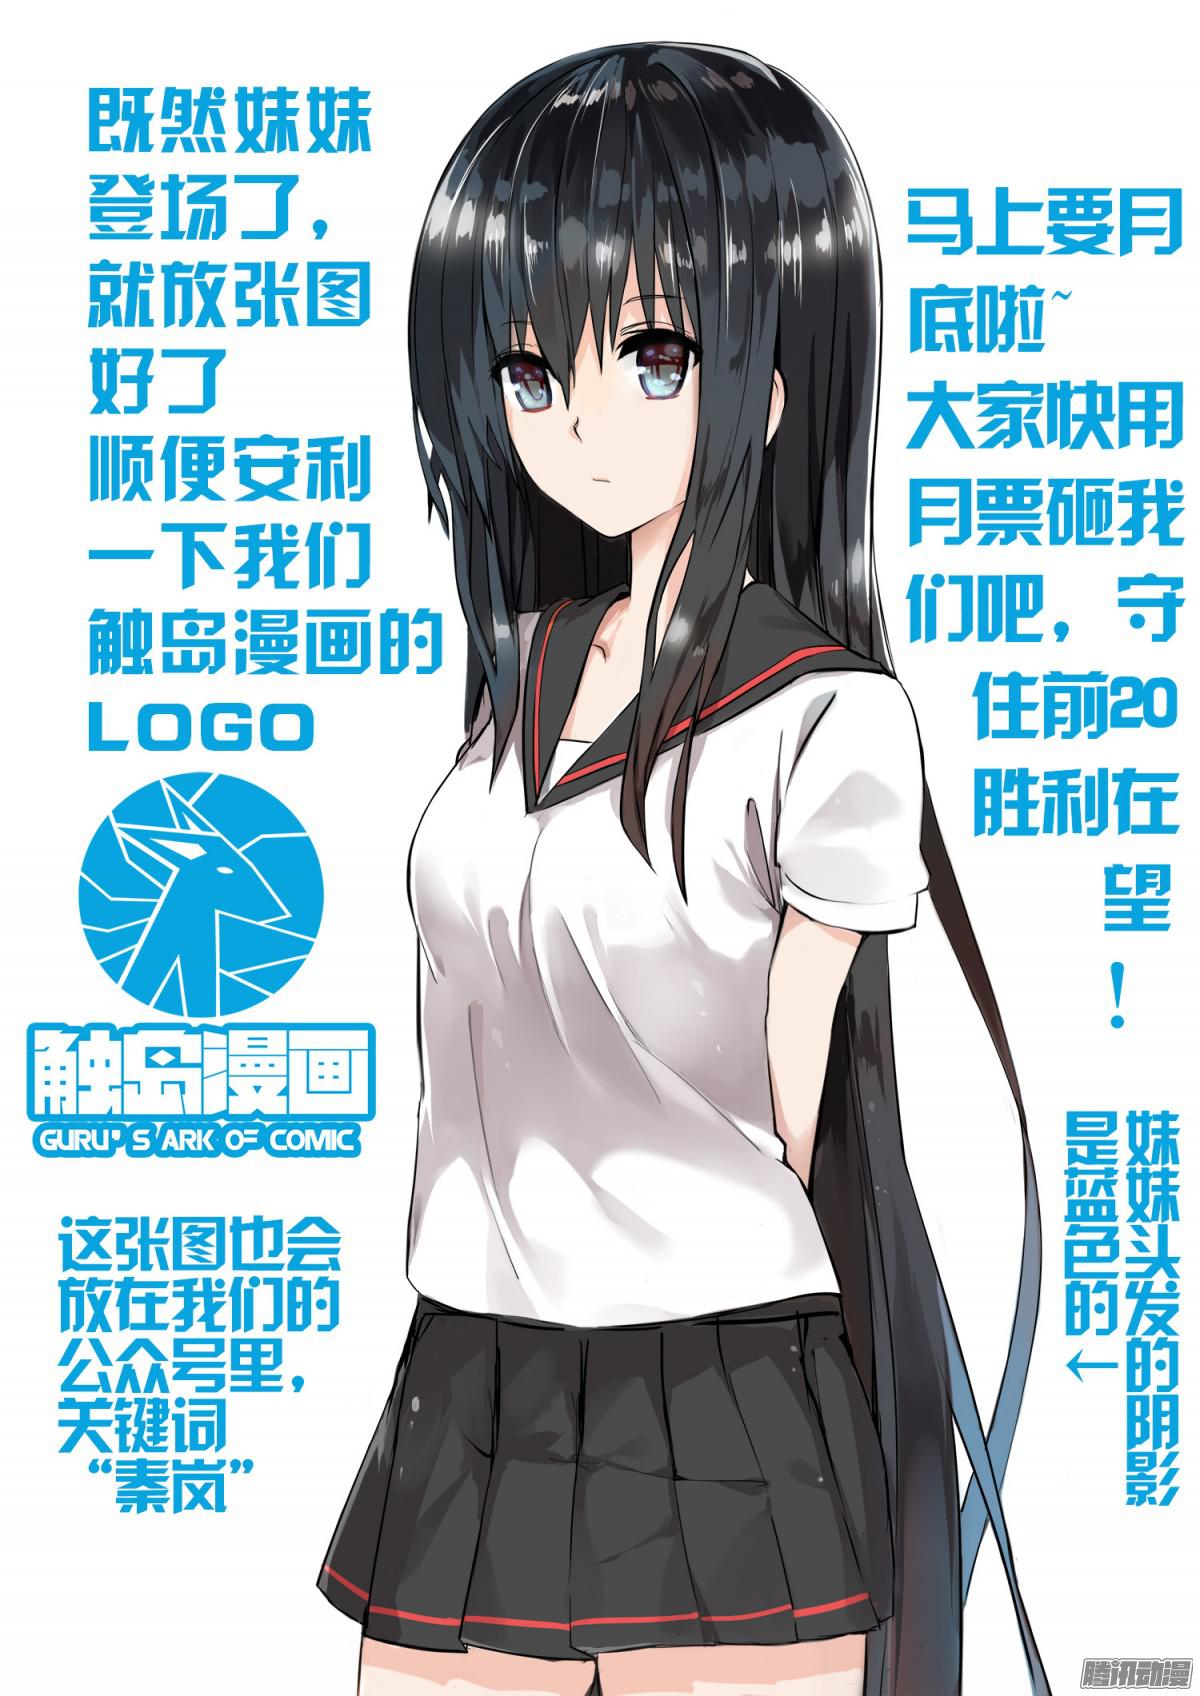 既然妹妹
登场了，
就放张图
好了
顺便安利
一下我们
触岛漫画的
LOGO
触岛漫画
GURU'S ARK OF COMIC
这张图也会
放在我们的
公众号里，
关键词
“秦岚”
马上要月
底啦~
大家快用
月票砸我
们吧，守
住前20
胜利在
望
！
妹妹头发的阴影
是蓝色的←
腾讯动漫